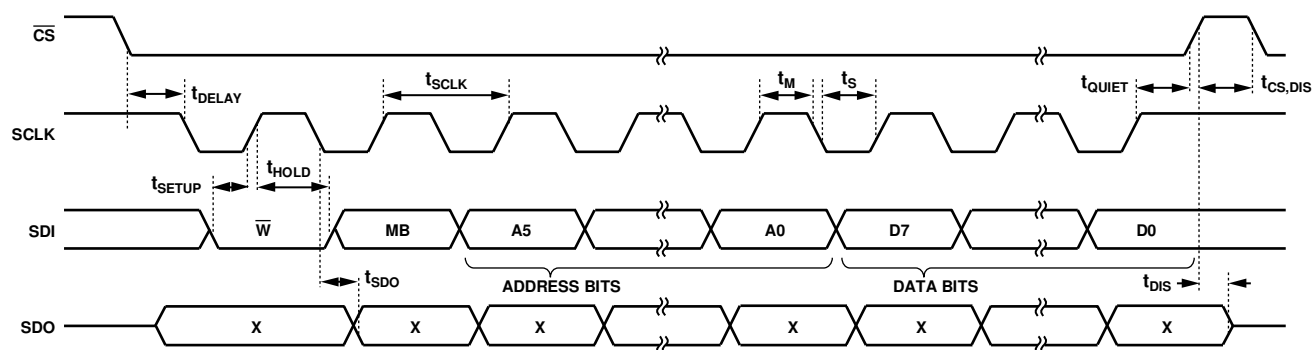 CS
tDELAY
tSCLK
tM
tS
tQUIET
tCS,DIS
SCLK
tSETUP
tHOLD
SDI
W
MB
A5
A0
D7
D0
tSDO
ADDRESS BITS
DATA BITS
tDIS
SDO
X
X
X
X
X
X